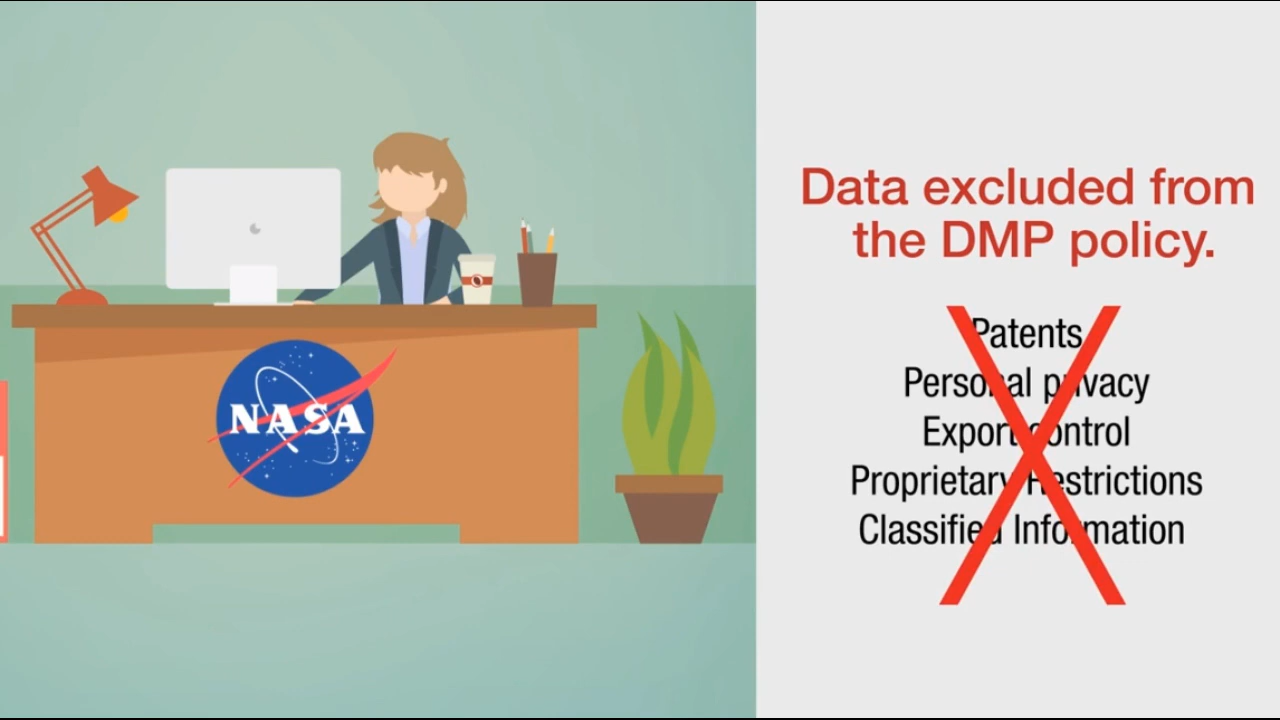 NASA
Data excluded from
the DMP policy.
Patents
Personal privacy
Export control
Proprietary Restrictions
Classified Information